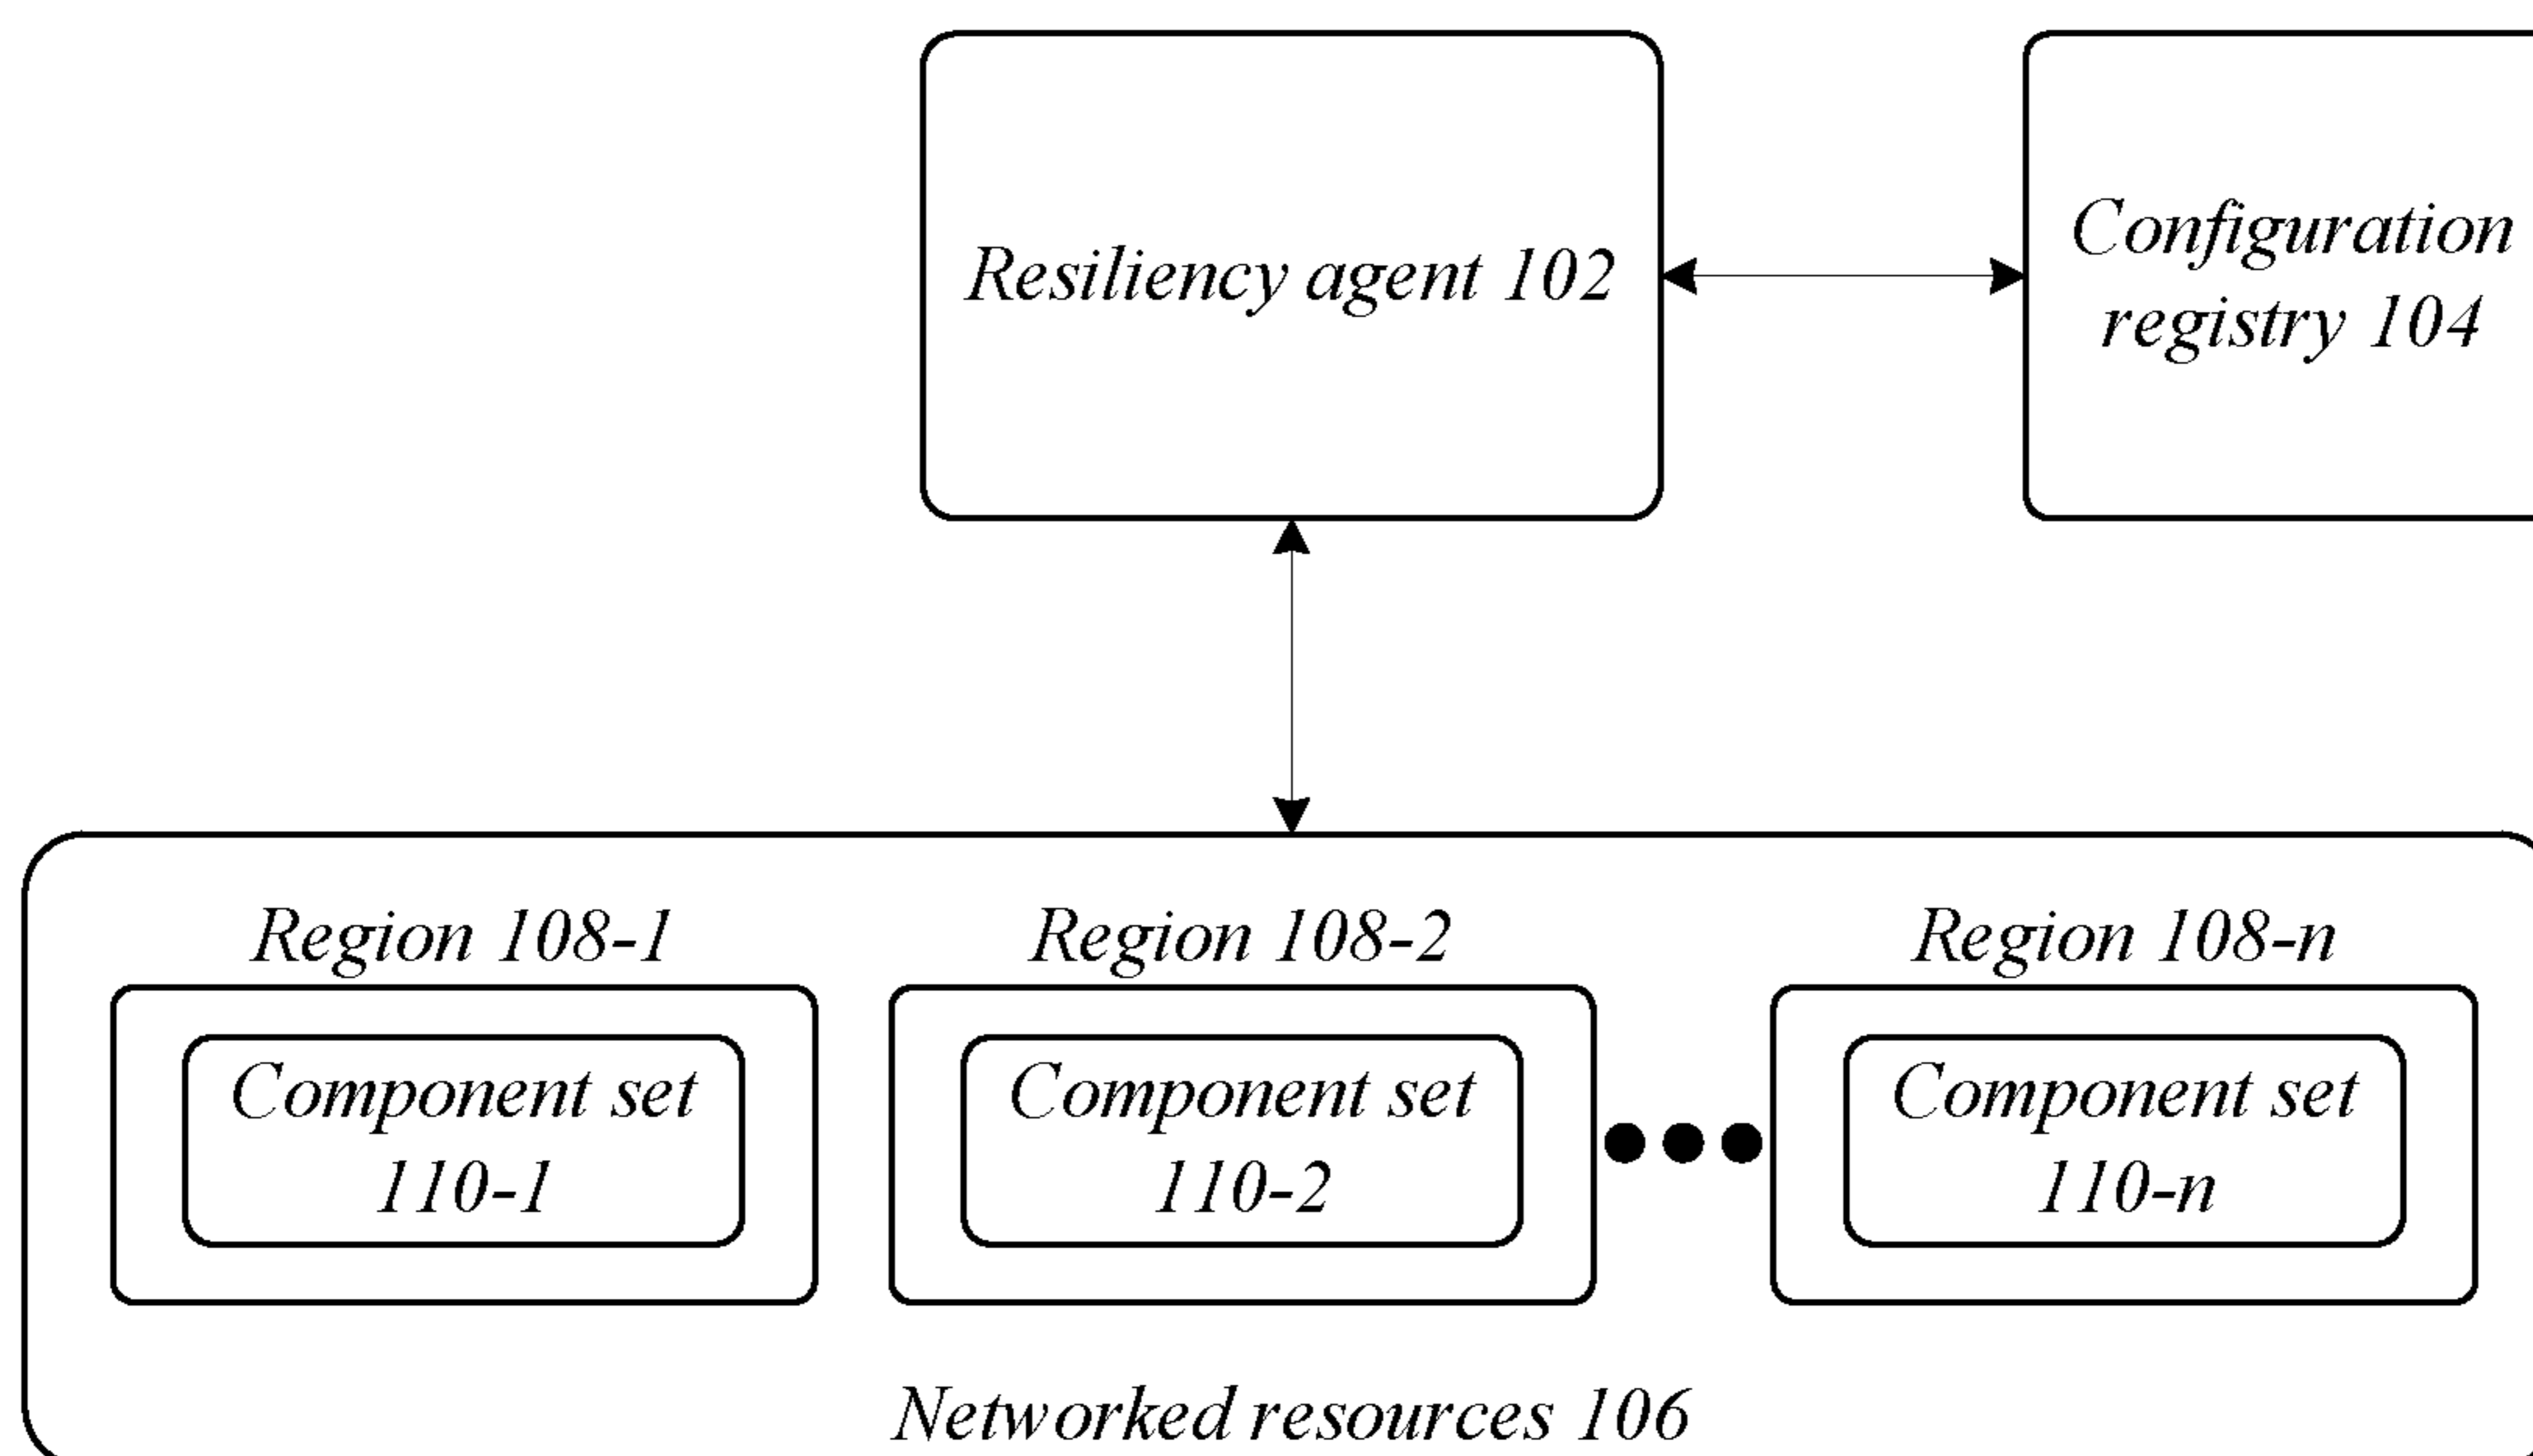 Resiliency agent 102
Configuration
registry 104
Region 108-1
Region 108-2
Region 108-n
Component set
110-1
Component set
110-2
Component set
110-n
Networked resources 106